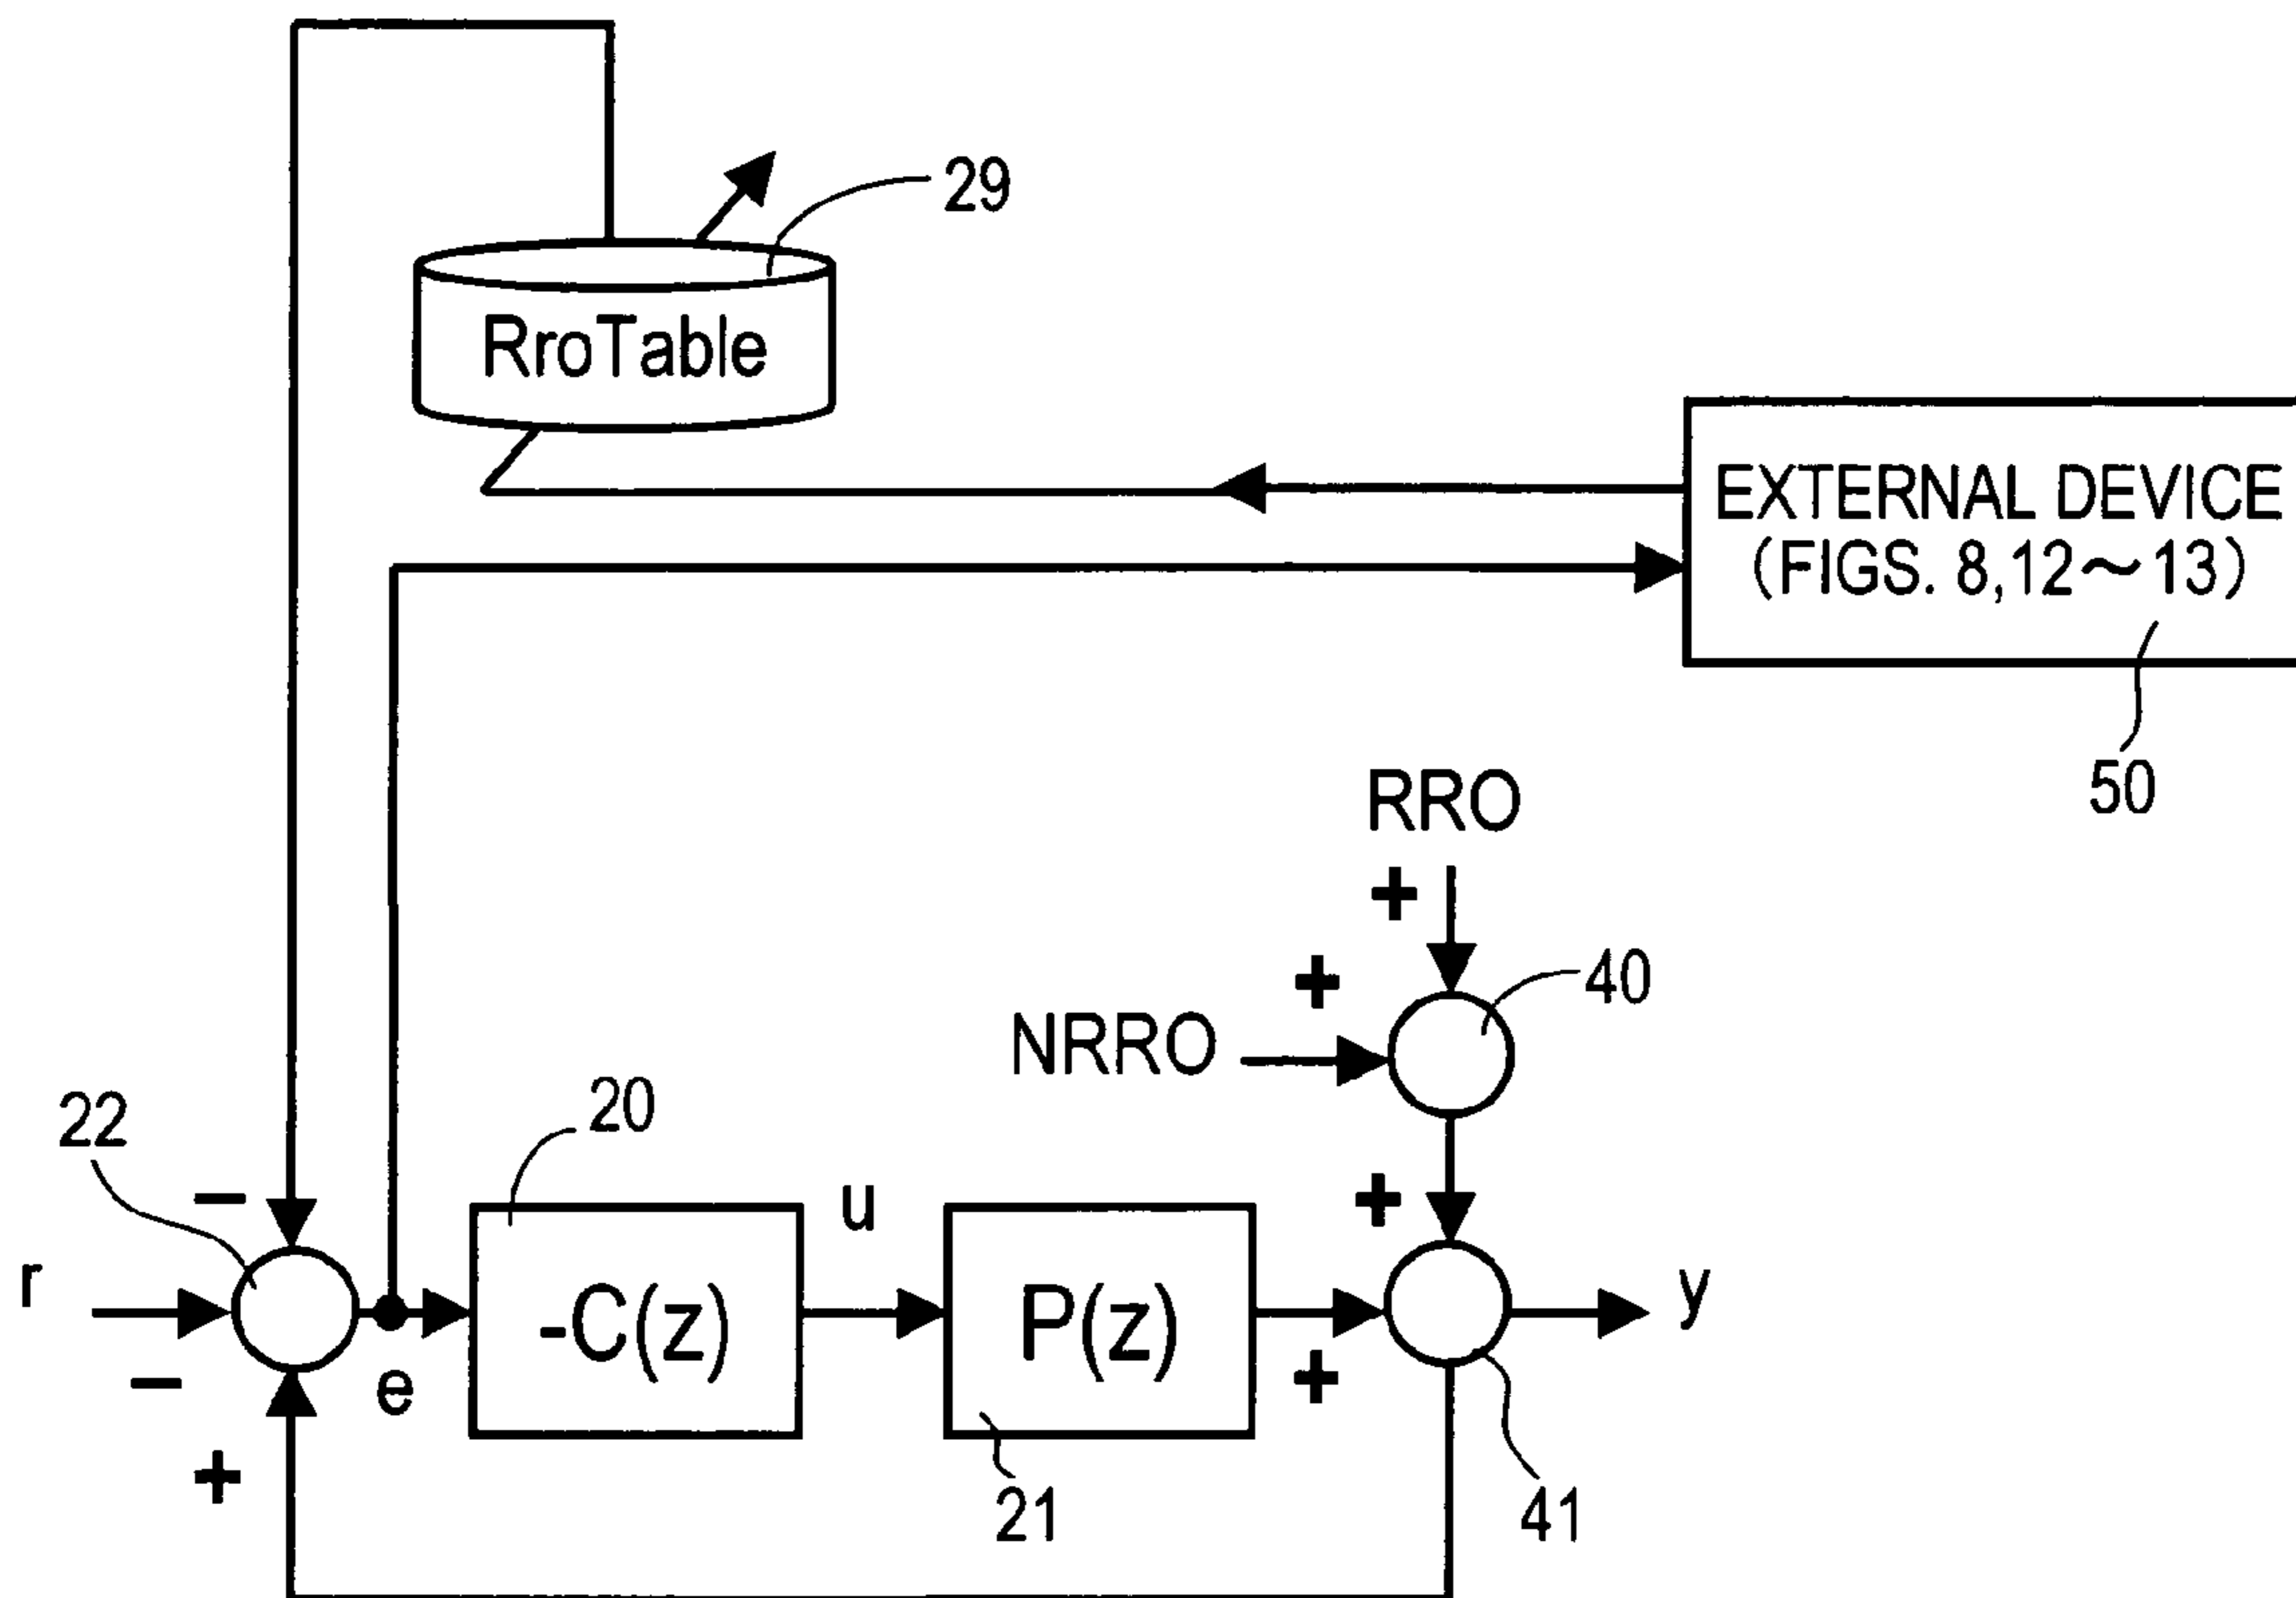 29
RroTable
EXTERNAL DEVICE
(FIGS. 8,12~13)
50
RRO
+
+
40
NRRO
20
22
−
u
+
r
-C(z)
P(z)
y
−
e
+
+
21
41